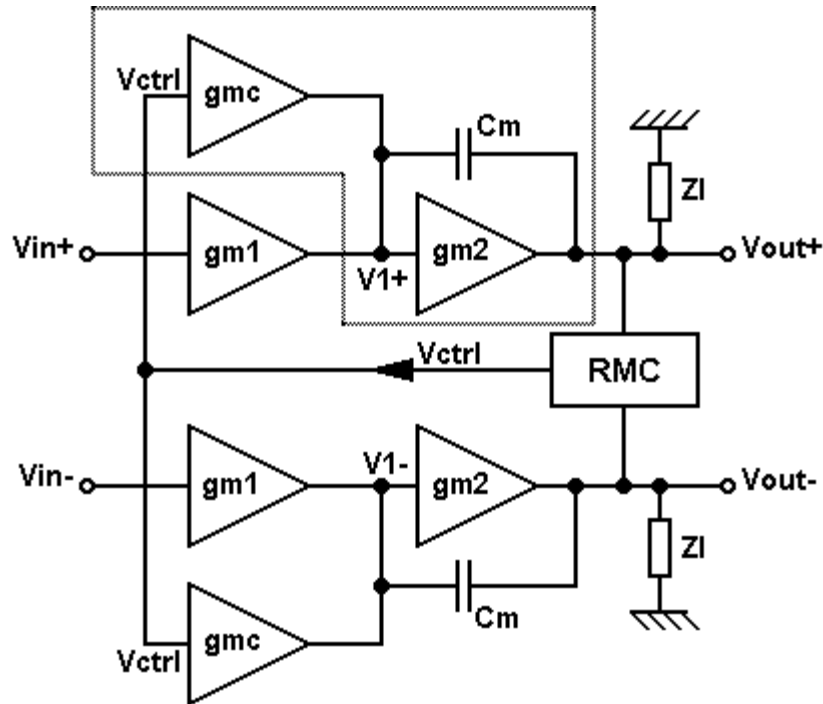 Vctrl
gmc
Cm
Zl
Vin+
gm1
V1+
gm2
Vout+
Vctrl
RMC
Vin-
gm1
V1-
gm2
Vout-
Zl
Cm
Vctrl
gmc